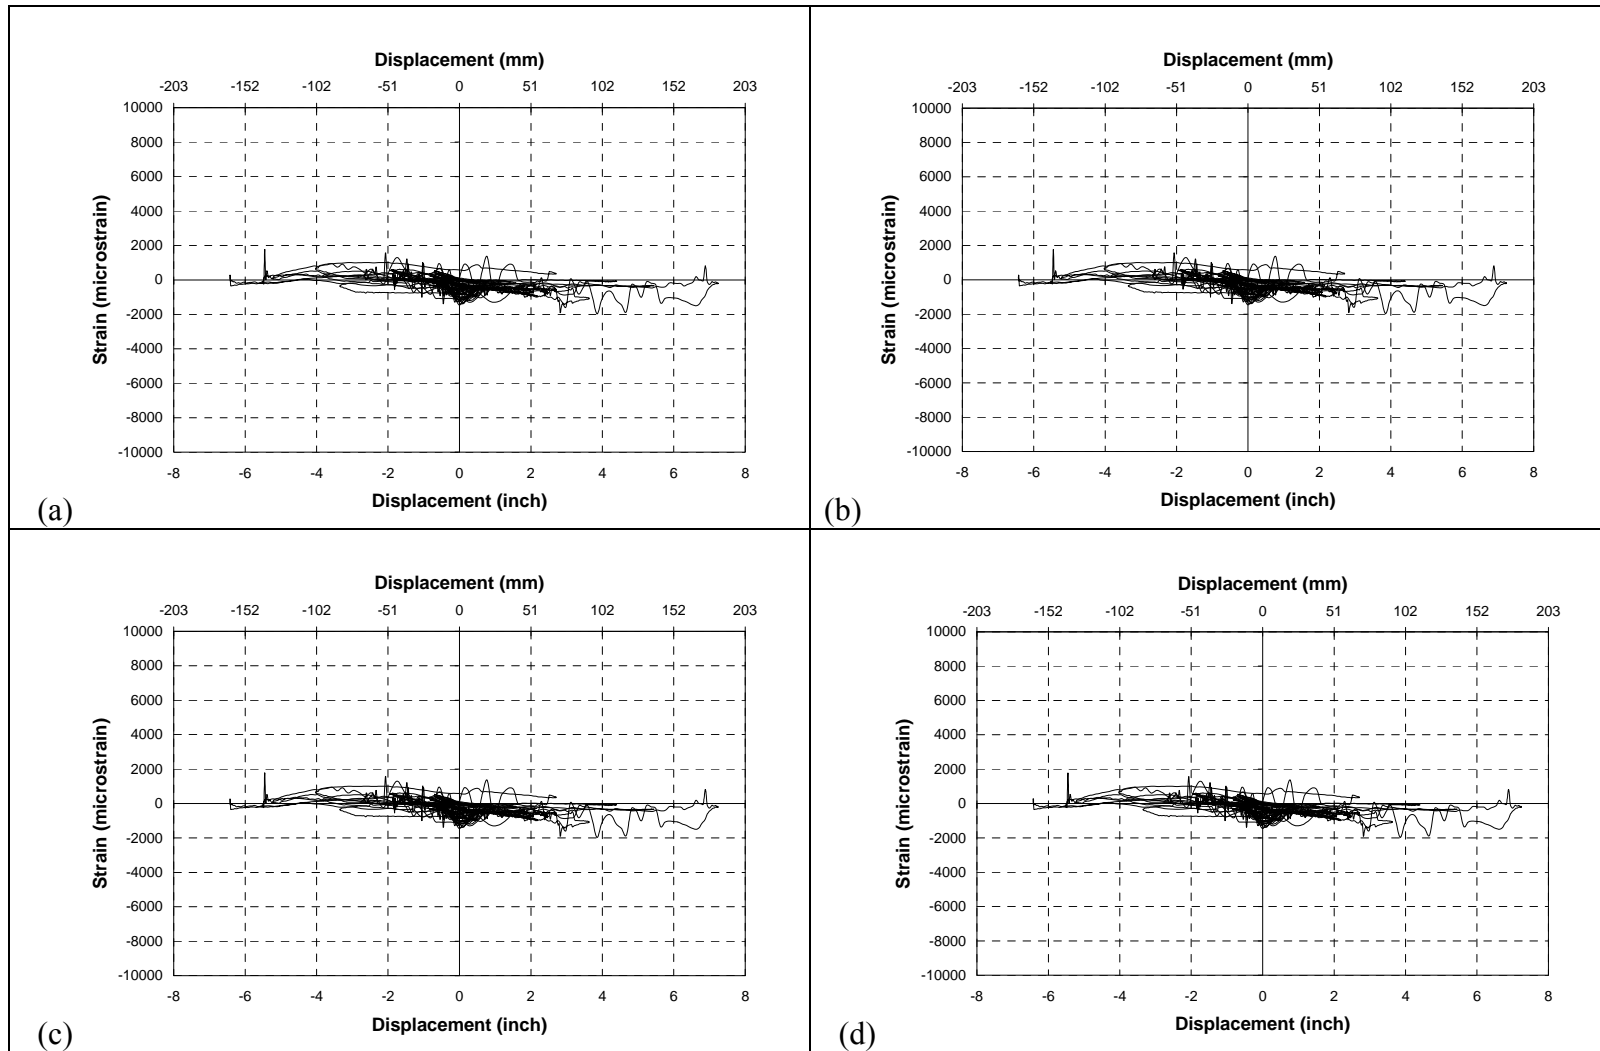 Displacement (mm)
-203 -152 -102 -51 0 51 102 152 203
10000
8000
6000
4000
2000
0
-2000
-4000
-6000
-8000
-10000
Strain (microstrain)
-8 -6 -4 -2 0 2 4 6 8
Displacement (inch)
(a)
Displacement (mm)
-203 -152 -102 -51 0 51 102 152 203
10000
8000
6000
4000
2000
0
-2000
-4000
-6000
-8000
-10000
Strain (microstrain)
-8 -6 -4 -2 0 2 4 6 8
Displacement (inch)
(b)
Displacement (mm)
-203 -152 -102 -51 0 51 102 152 203
10000
8000
6000
4000
2000
0
-2000
-4000
-6000
-8000
-10000
Strain (microstrain)
-8 -6 -4 -2 0 2 4 6 8
Displacement (inch)
(c)
Displacement (mm)
-203 -152 -102 -51 0 51 102 152 203
10000
8000
6000
4000
2000
0
-2000
-4000
-6000
-8000
-10000
Strain (microstrain)
-8 -6 -4 -2 0 2 4 6 8
Displacement (inch)
(d)